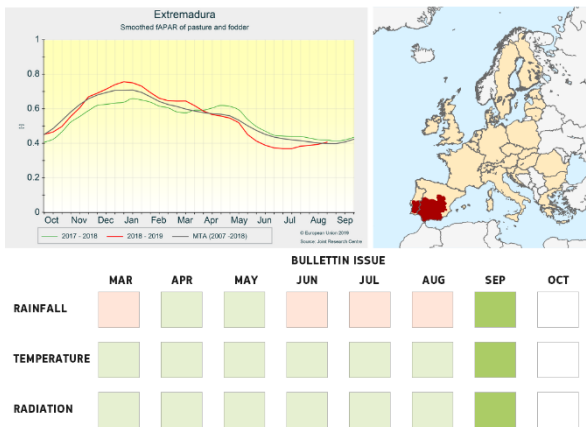 Extremadura
Smoothed fAPAR of pasture and fodder
1
0.8
0.6
0.4
0.2
0
Oct Nov Dec Jan Feb Mar Apr May Jun Jul Aug Sep
2017 - 2018 2018 - 2019 MTA (2007 -2018)
© European Union 2019
Source: Joint Research Centre
BULLETTIN ISSUE
MAR APR MAY JUN JUL AUG SEP OCT
RAINFALL
TEMPERATURE
RADIATION